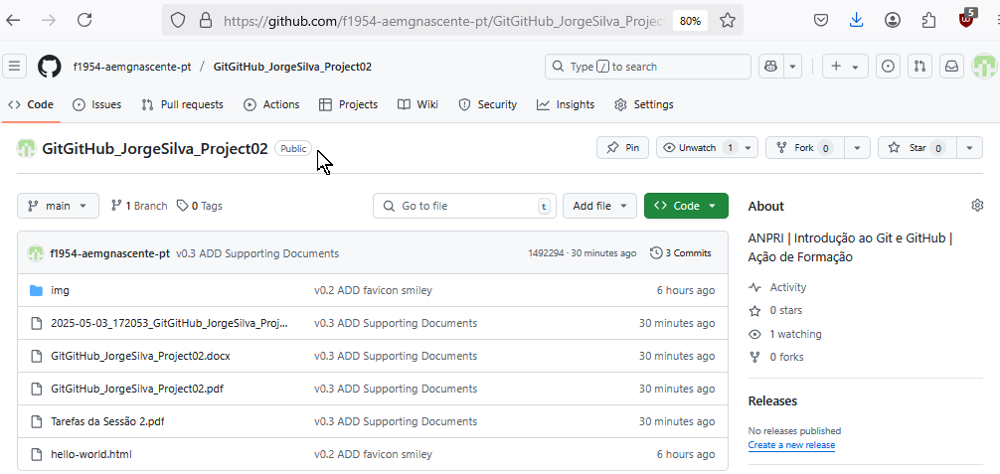 https://github.com/f1954-aemgnascente-pt/GitGitHub_JorgeSilva_Project 80% 5
f1954-aemgnascente-pt / GitGitHub_JorgeSilva_Project02 Type / to search
Code Issues Pull requests Actions Projects Wiki Security Insights Settings
GitGitHub_JorgeSilva_Project02 Public Pin Unwatch 1 Fork 0 Star 0
main 1 Branch 0 Tags Go to file t Add file Code
f1954-aemgnascente-pt v0.3 ADD Supporting Documents 1492294 · 30 minutes ago 3 Commits
img v0.2 ADD favicon smiley 6 hours ago
2025-05-03_172053_GitGitHub_JorgeSilva_Proj... v0.3 ADD Supporting Documents 30 minutes ago
GitGitHub_JorgeSilva_Project02.docx v0.3 ADD Supporting Documents 30 minutes ago
GitGitHub_JorgeSilva_Project02.pdf v0.3 ADD Supporting Documents 30 minutes ago
Tarefas da Sessão 2.pdf v0.3 ADD Supporting Documents 30 minutes ago
hello-world.html v0.2 ADD favicon smiley 6 hours ago
About
ANPRI | Introdução ao Git e GitHub |
Ação de Formação
Activity
0 stars
1 watching
0 forks
Releases
No releases published
Create a new release